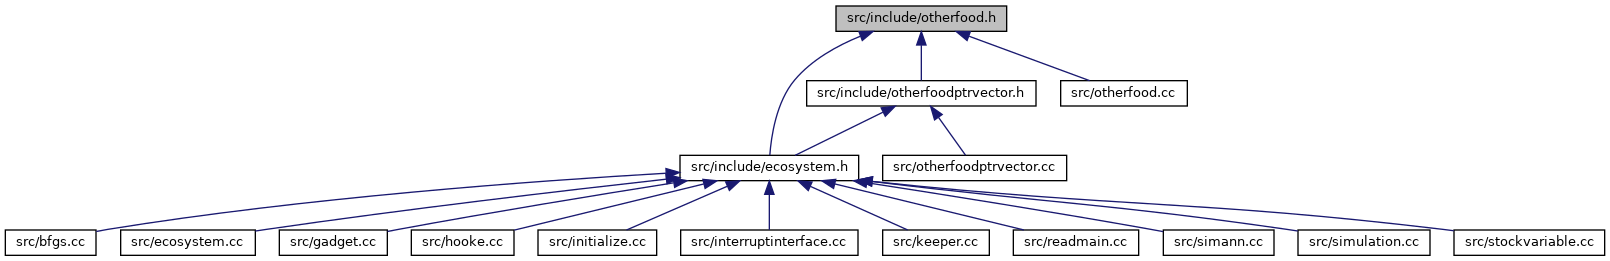 src/include/otherfood.h
src/include/otherfoodptrvector.h
src/otherfood.cc
src/include/ecosystem.h
src/otherfoodptrvector.cc
src/bfgs.cc
src/ecosystem.cc
src/gadget.cc
src/hooke.cc
src/initialize.cc
src/interruptinterface.cc
src/keeper.cc
src/readmain.cc
src/simann.cc
src/simulation.cc
src/stockvariable.cc